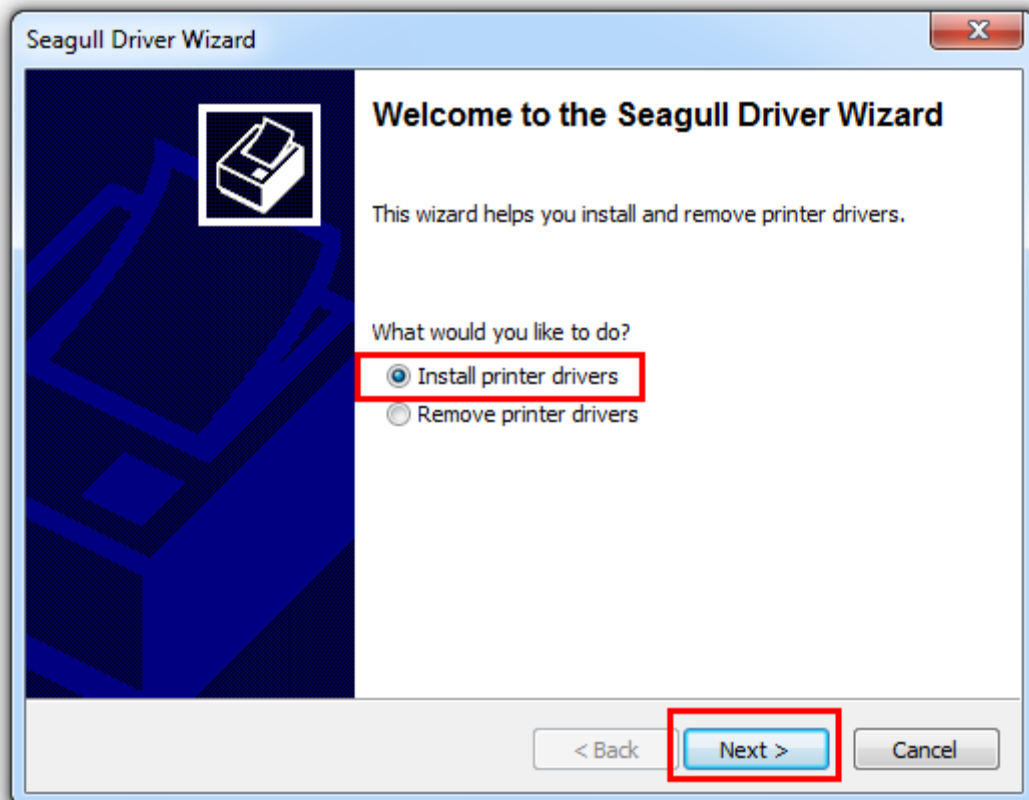 Seagull Driver Wizard
Welcome to the Seagull Driver Wizard
This wizard helps you install and remove printer drivers.
What would you like to do?
Install printer drivers
Remove printer drivers
< Back Next > Cancel